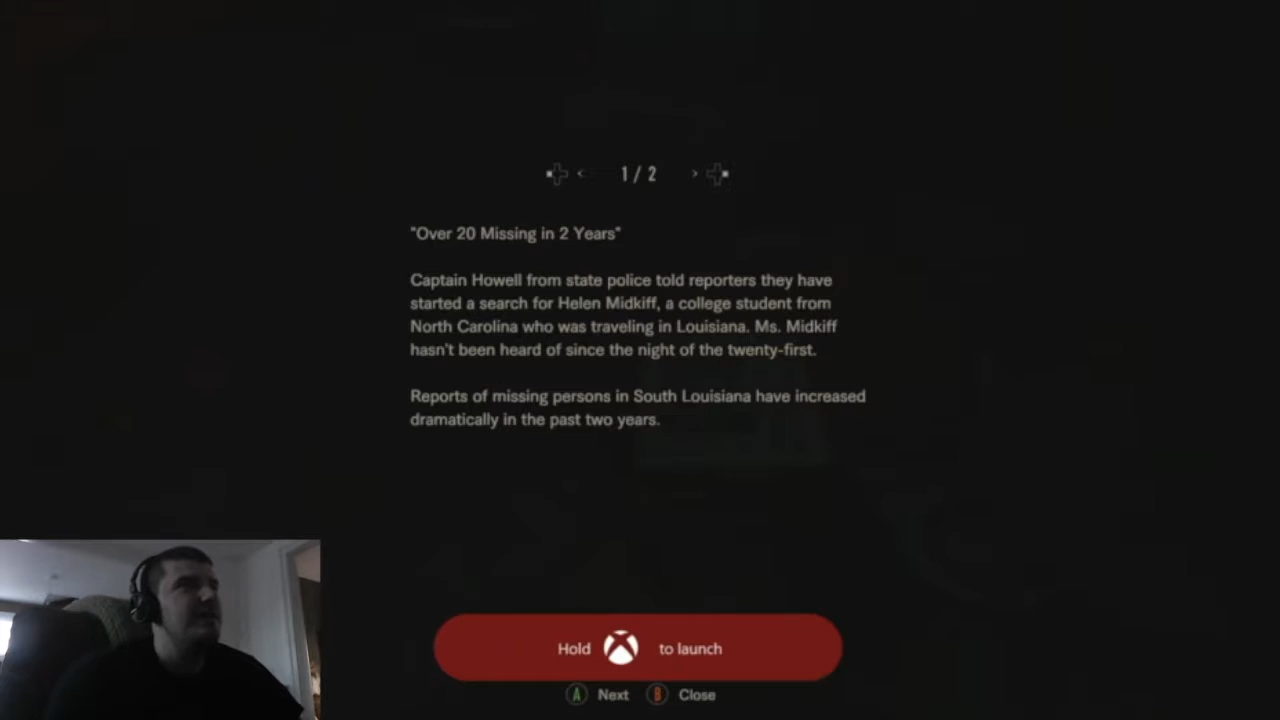 1 / 2
"Over 20 Missing in 2 Years"
Captain Howell from state police told reporters they have
started a search for Helen Midkiff, a college student from
North Carolina who was traveling in Louisiana. Ms. Midkiff
hasn't been heard of since the night of the twenty-first.
Reports of missing persons in South Louisiana have increased
dramatically in the past two years.
Hold to launch
A Next B Close